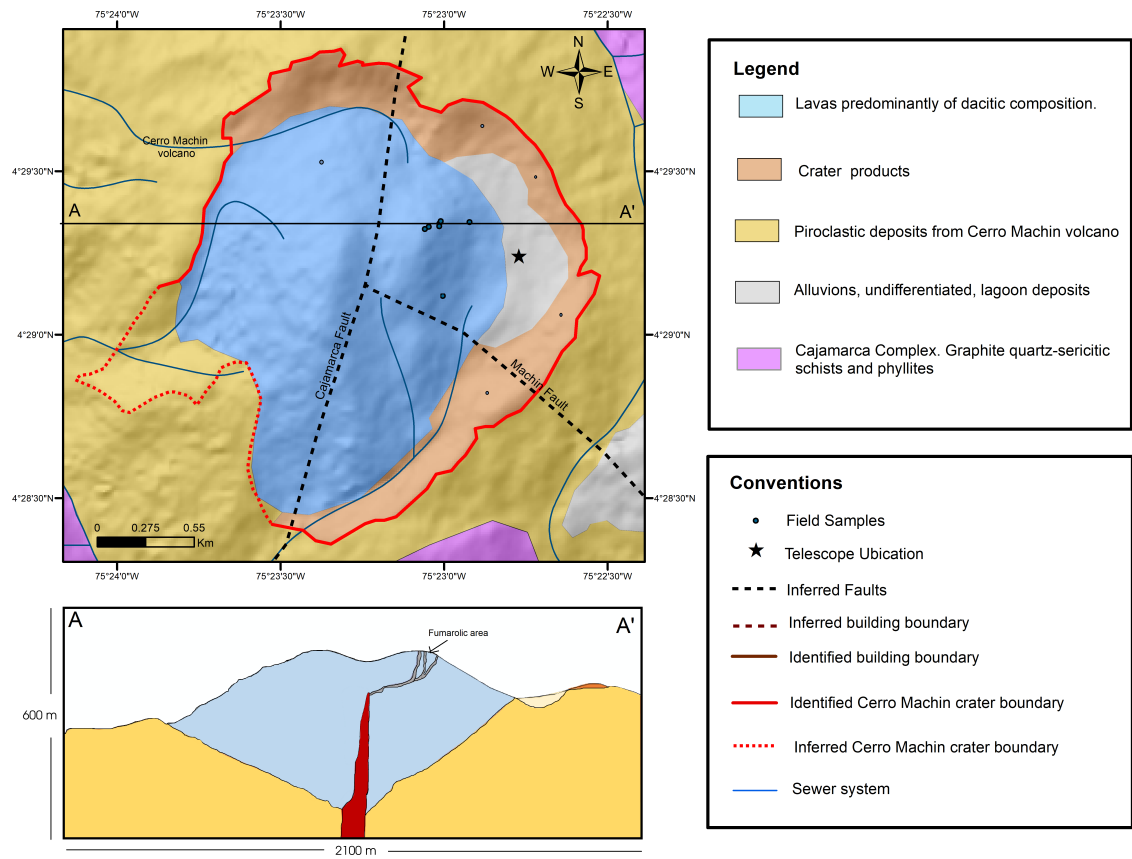 75°24'0"W
75°23'30"W
75°23'0"W
75°22'30"W
N
W
E
S
Cerro Machin
volcano
4°29'30"N
4°29'30"N
A
A'
4°29'0"N
4°29'0"N
Cajamarca Fault
Machin Fault
4°28'30"N
4°28'30"N
0
0.275
0.55
Km
75°24'0"W
75°23'30"W
75°23'0"W
75°22'30"W
A
A'
Fumarolic area
600 m
2100 m
Legend
Lavas predominantly of dacitic composition.
Crater products
Piroclastic deposits from Cerro Machin volcano
Alluvions, undifferentiated, lagoon deposits
Cajamarca Complex. Graphite quartz-sericitic
schists and phyllites
Conventions
Field Samples
Telescope Ubication
Inferred Faults
Inferred building boundary
Identified building boundary
Identified Cerro Machin crater boundary
Inferred Cerro Machin crater boundary
Sewer system